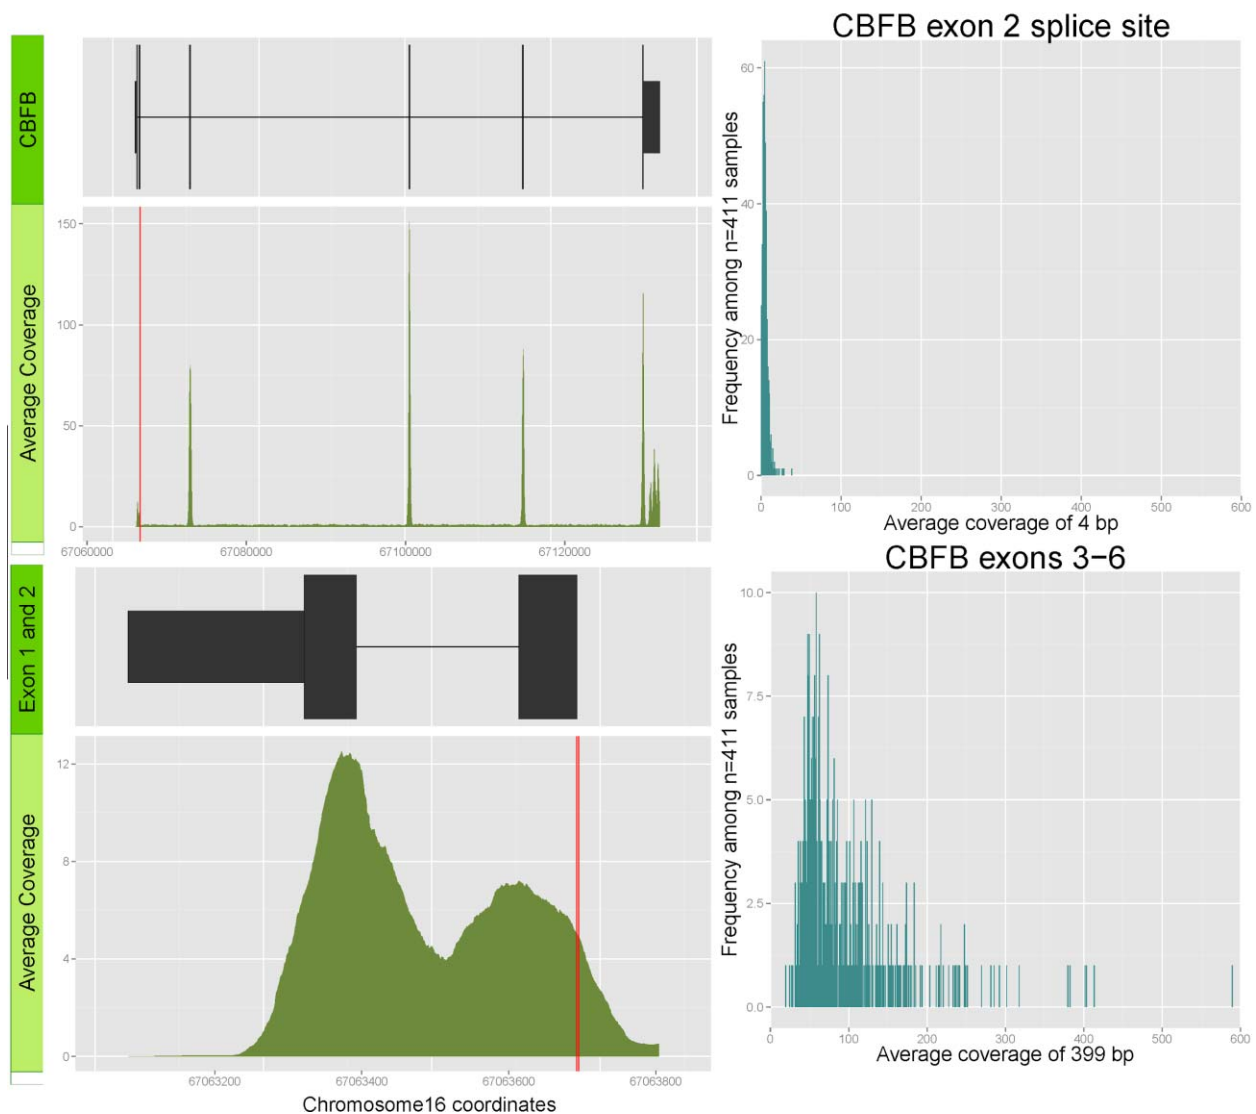 CBFB
Average Coverage
150
100
50
0
67060000 67080000 67100000 67120000
Exon 1 and 2
Average Coverage
12
8
4
0
67063200 67063400 67063600 67063800
Chromosome16 coordinates
CBFB exon 2 splice site
Frequency among n=411 samples
60
40
20
0
0 100 200 300 400 500 600
Average coverage of 4 bp
CBFB exons 3−6
Frequency among n=411 samples
10.0
7.5
5.0
2.5
0.0
0 100 200 300 400 500 600
Average coverage of 399 bp